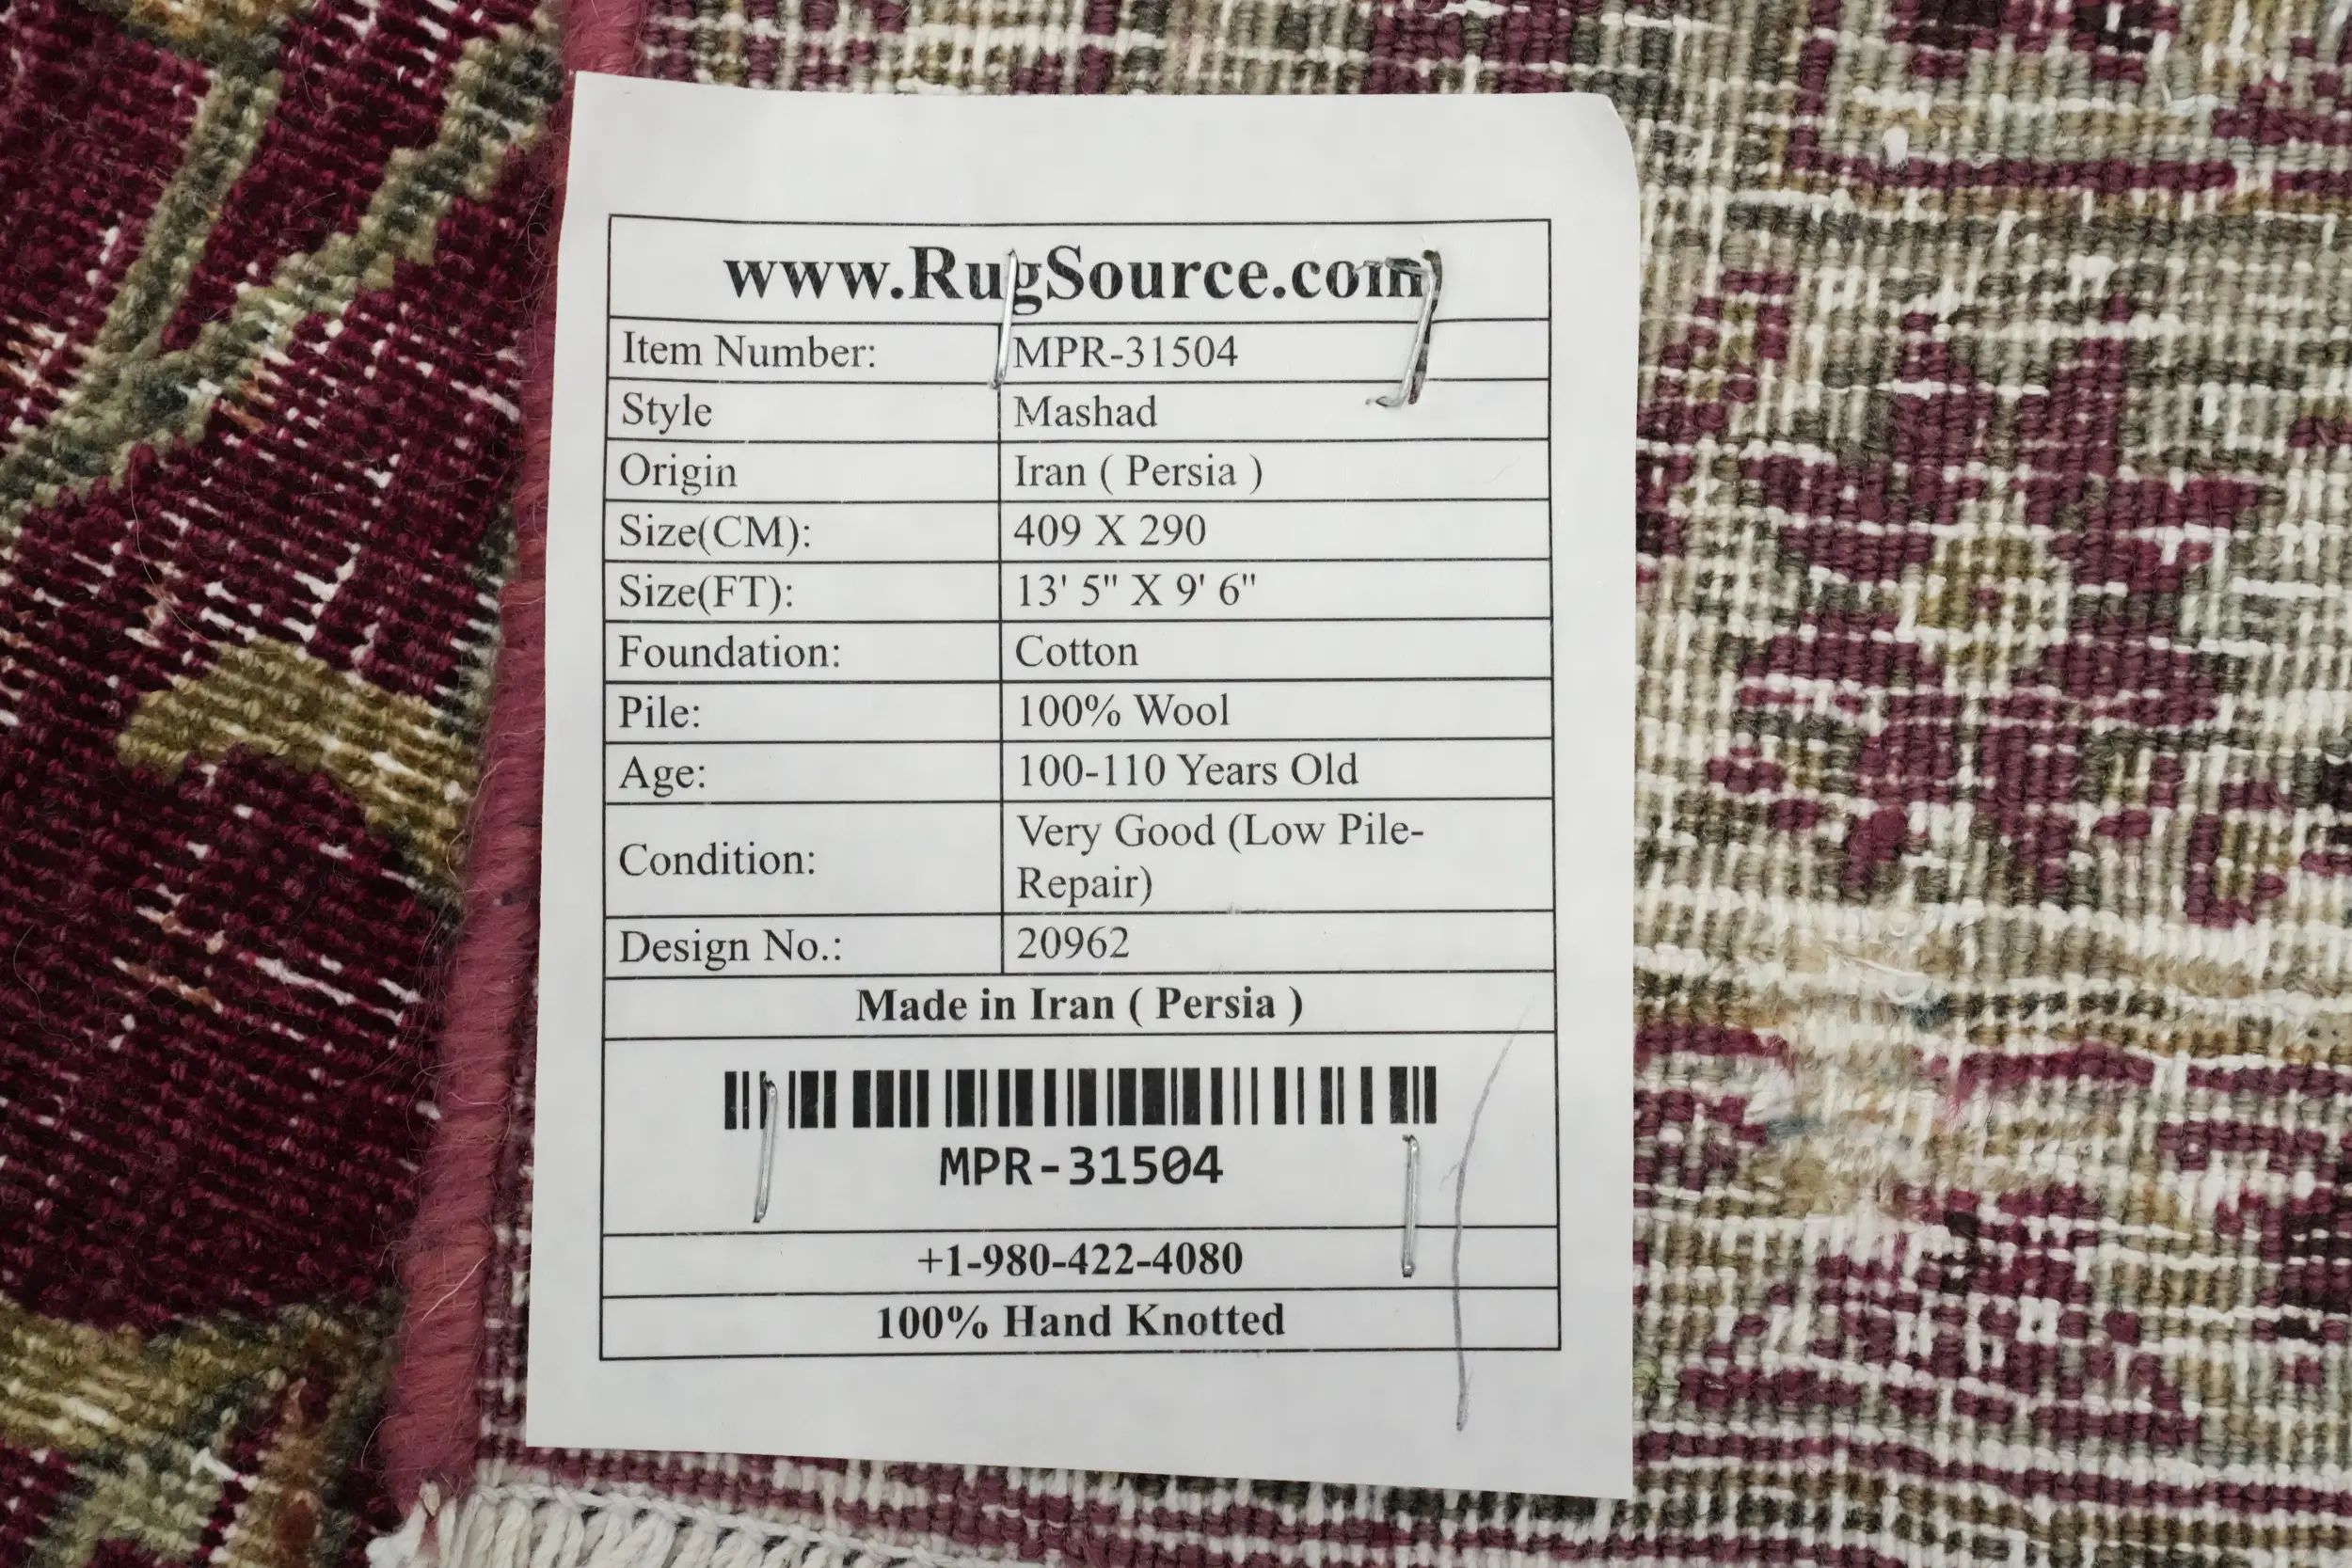 www.RugSource.com
Item Number: MPR-31504
Style Mashad
Origin Iran ( Persia )
Size(CM): 409 X 290
Size(FT): 13' 5" X 9' 6"
Foundation: Cotton
Pile: 100% Wool
Age: 100-110 Years Old
Condition: Very Good (Low Pile-
Repair)
Design No.: 20962
Made in Iran ( Persia )
MPR-31504
+1-980-422-4080
100% Hand Knotted